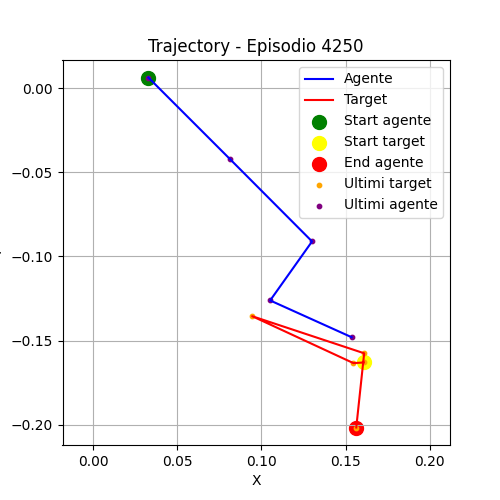 Trajectory - Episodio 4250
Agente
Target
Start agente
Start target
End agente
Ultimi target
Ultimi agente
0.00
−0.05
−0.10
−0.15
−0.20
0.00 0.05 0.10 0.15 0.20
X